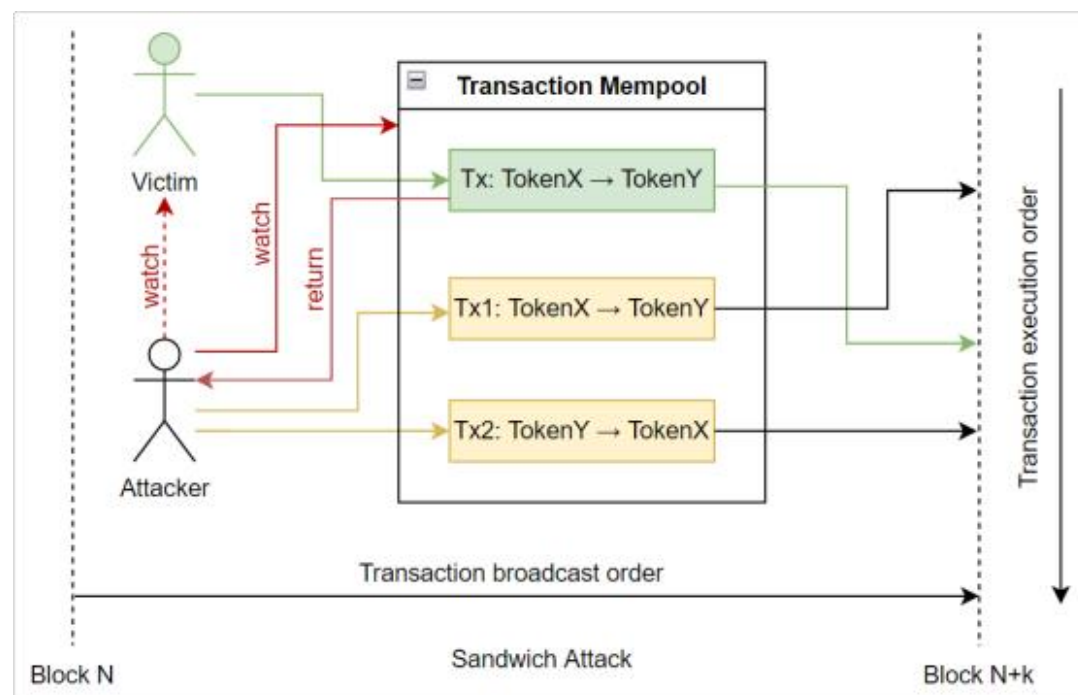 Transaction Mempool
Victim
Tx: TokenX → TokenY
watch
watch
return
Tx1: TokenX → TokenY
Attacker
Tx2: TokenY → TokenX
Transaction execution order
Transaction broadcast order
Block N
Sandwich Attack
Block N+k